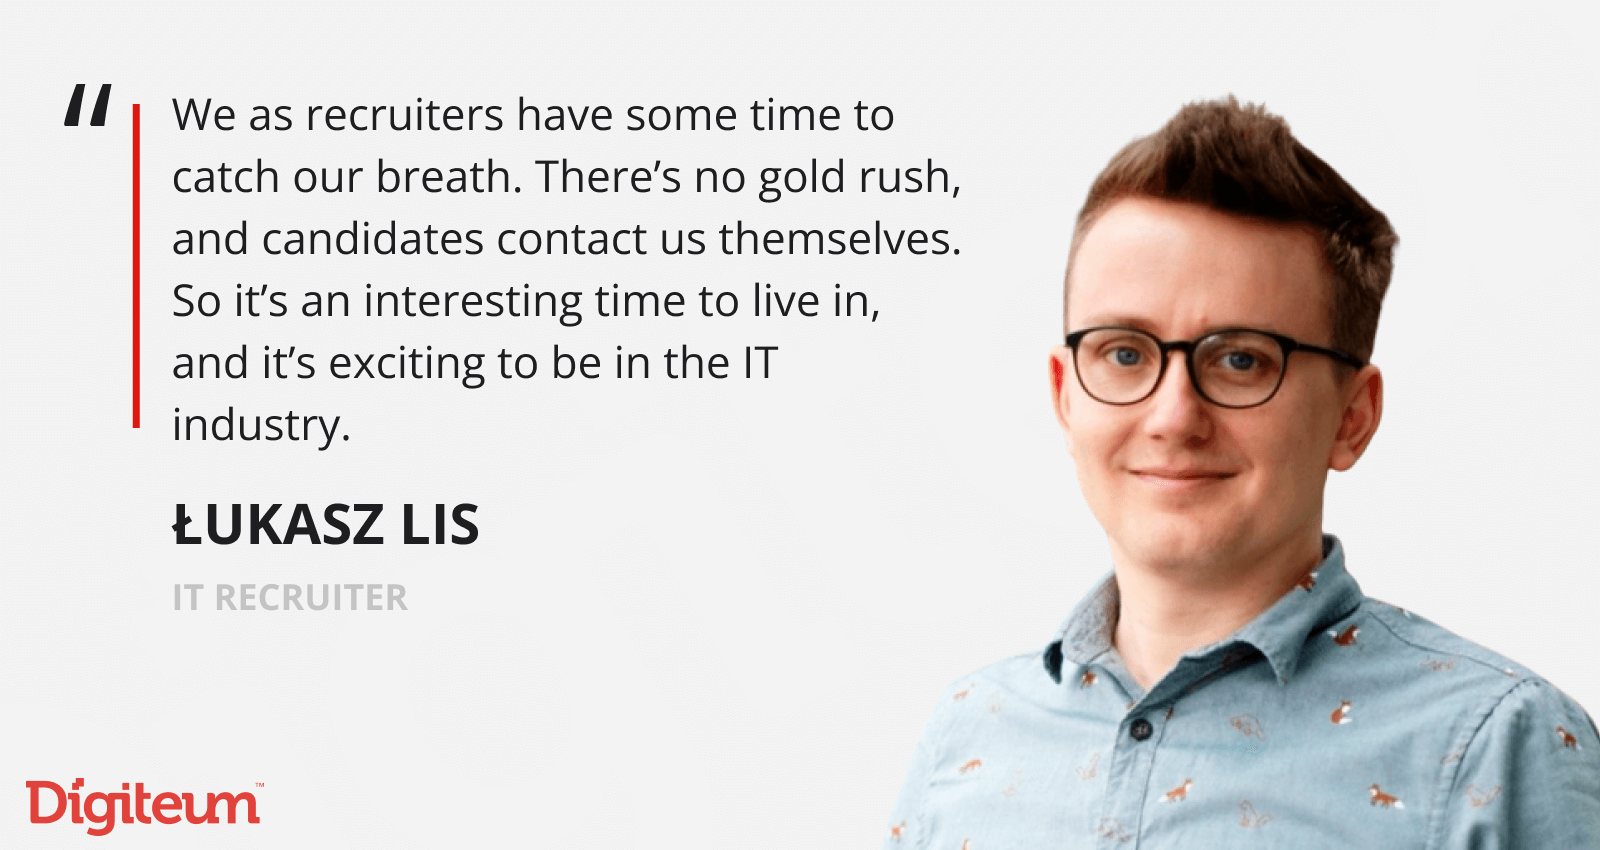 “
We as recruiters have some time to
catch our breath. There’s no gold rush,
and candidates contact us themselves.
So it’s an interesting time to live in,
and it’s exciting to be in the IT
industry.
ŁUKASZ LIS
IT RECRUITER
Digiteum™